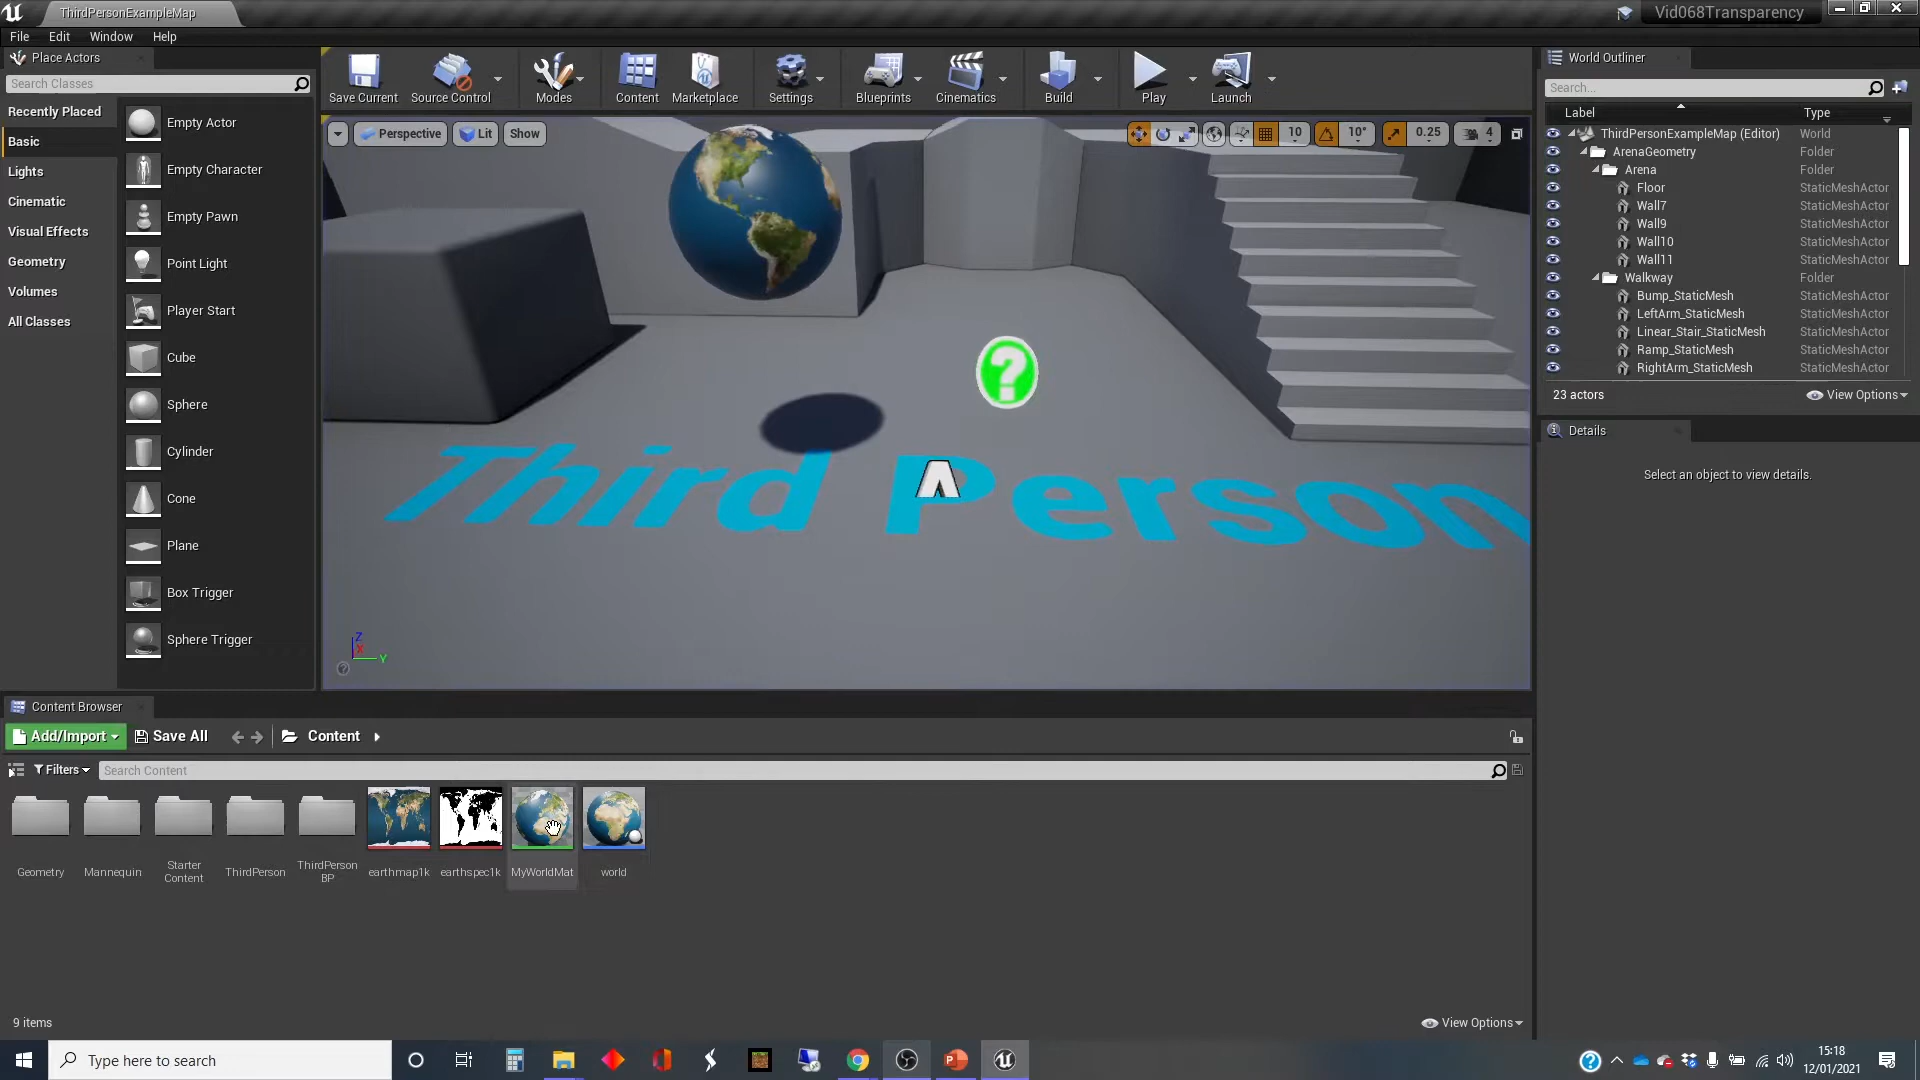 ThirdPersonExampleMap
Vid068Transparency
File Edit Window Help
Place Actors
Search Classes
Recently Placed
Basic
Lights
Cinematic
Visual Effects
Geometry
Volumes
All Classes
Empty Actor
Empty Character
Empty Pawn
Point Light
Player Start
Cube
Sphere
Cylinder
Cone
Plane
Box Trigger
Sphere Trigger
Save Current Source Control Modes Content Marketplace Settings Blueprints Cinematics Build Play Launch
Perspective Lit Show 10 10° 0.25 4
?
Third Person
Z
X
Y
World Outliner
Search...
Label Type
ThirdPersonExampleMap (Editor) World
ArenaGeometry Folder
Arena Folder
Floor StaticMeshActor
Wall7 StaticMeshActor
Wall9 StaticMeshActor
Wall10 StaticMeshActor
Wall11 StaticMeshActor
Walkway Folder
Bump_StaticMesh StaticMeshActor
LeftArm_StaticMesh StaticMeshActor
Linear_Stair_StaticMesh StaticMeshActor
Ramp_StaticMesh StaticMeshActor
RightArm_StaticMesh StaticMeshActor
23 actors View Options
Details
Select an object to view details.
Content Browser
Add/Import Save All Content
Filters Search Content
Geometry
Mannequin
Starter
Content
ThirdPerson
ThirdPerson
BP
earthmap1k
earthspec1k
MyWorldMat
world
9 items View Options
Type here to search
15:18
12/01/2021